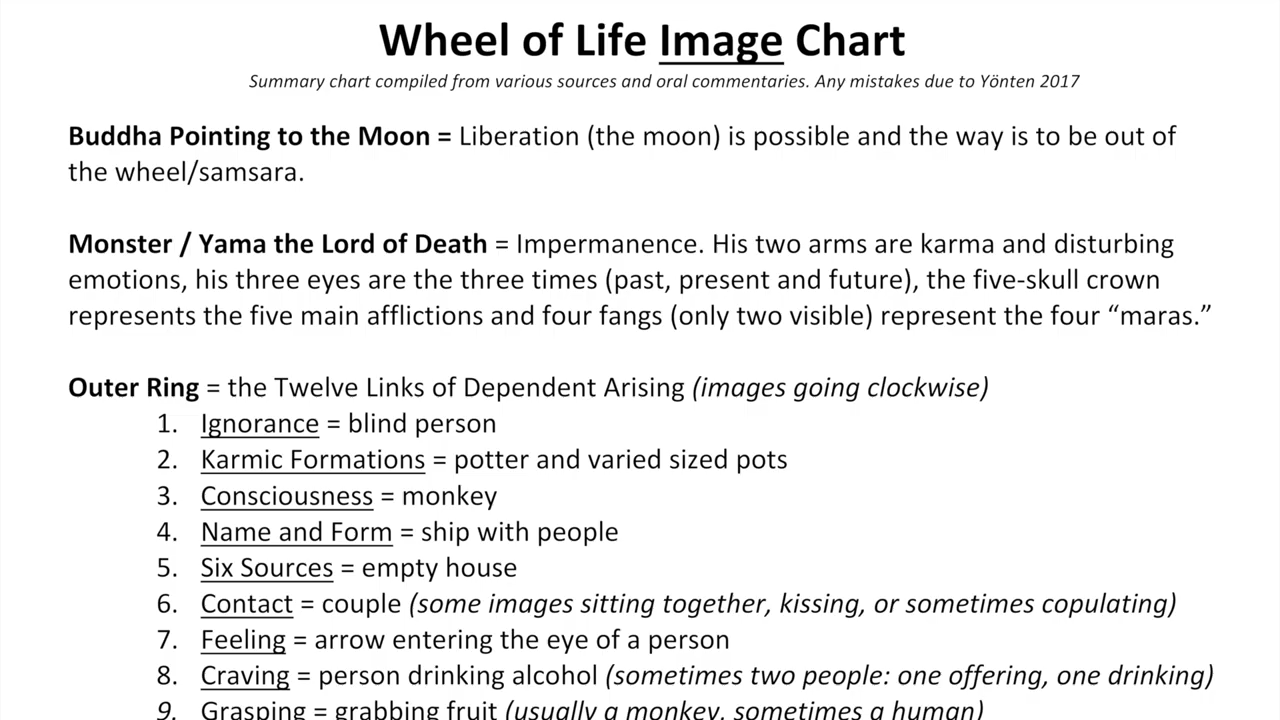 Wheel of Life Image Chart
Summary chart compiled from various sources and oral commentaries. Any mistakes due to Yönten 2017
Buddha Pointing to the Moon = Liberation (the moon) is possible and the way is to be out of
the wheel/samsara.
Monster / Yama the Lord of Death = Impermanence. His two arms are karma and disturbing
emotions, his three eyes are the three times (past, present and future), the five-skull crown
represents the five main afflictions and four fangs (only two visible) represent the four “maras.”
Outer Ring = the Twelve Links of Dependent Arising (images going clockwise)
1. Ignorance = blind person
2. Karmic Formations = potter and varied sized pots
3. Consciousness = monkey
4. Name and Form = ship with people
5. Six Sources = empty house
6. Contact = couple (some images sitting together, kissing, or sometimes copulating)
7. Feeling = arrow entering the eye of a person
8. Craving = person drinking alcohol (sometimes two people: one offering, one drinking)
9. Grasping = grabbing fruit (usually a monkey, sometimes a human)